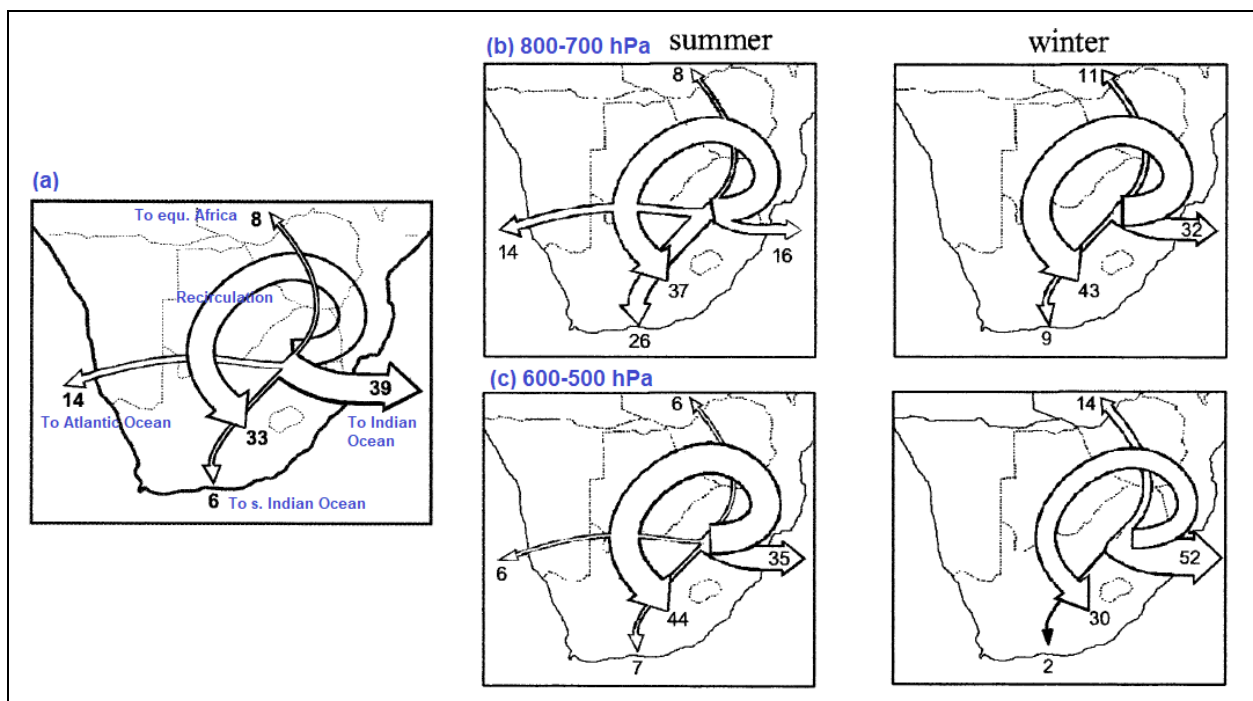 (a)
To equ. Africa
8
Recirculation
14
To Atlantic Ocean
33
39
To Indian
Ocean
6
To s. Indian Ocean
(b) 800-700 hPa
summer
winter
8
14
16
37
26
11
32
43
9
(c) 600-500 hPa
6
6
35
44
7
14
52
30
2